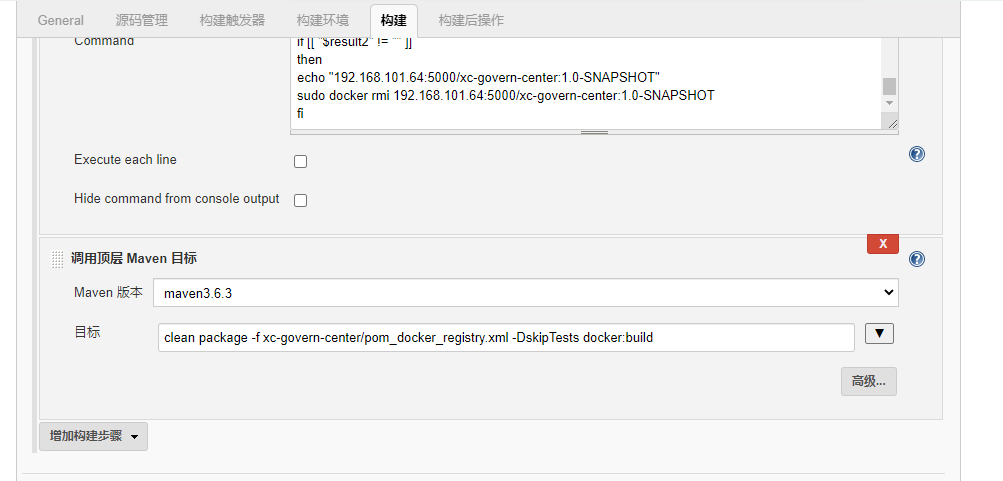 General 源码管理 构建触发器 构建环境 构建 构建后操作
Command
if [[ "$result2" != "" ]]
then
echo "192.168.101.64:5000/xc-govern-center:1.0-SNAPSHOT"
sudo docker rmi 192.168.101.64:5000/xc-govern-center:1.0-SNAPSHOT
fi
Execute each line
Hide command from console output
X
调用顶层 Maven 目标
Maven 版本 maven3.6.3
目标 clean package -f xc-govern-center/pom_docker_registry.xml -DskipTests docker:build
高级...
增加构建步骤